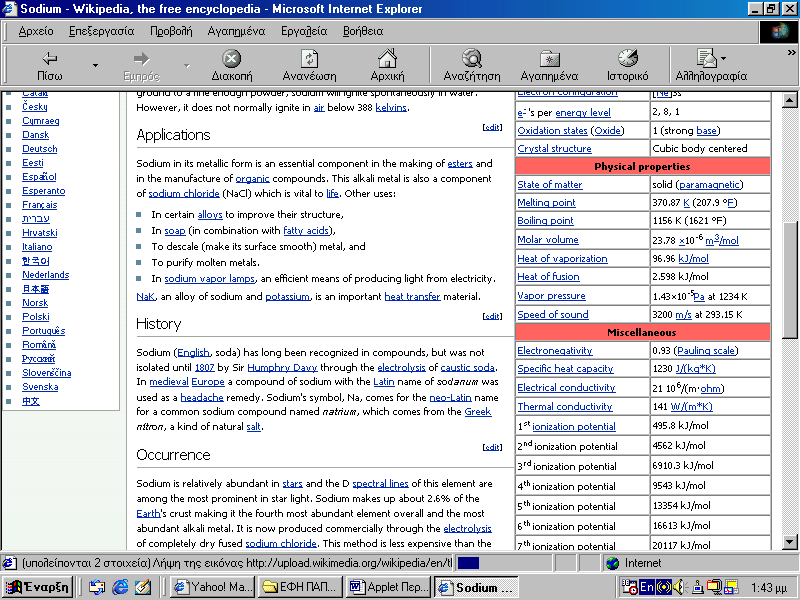 Sodium - Wikipedia, the free encyclopedia - Microsoft Internet Explorer
Αρχείο Επεξεργασία Προβολή Αγαπημένα Εργαλεία Βοήθεια
Πίσω Εμπρός Διακοπή Ανανέωση Αρχική Αναζήτηση Αγαπημένα Ιστορικό Αλληλογραφία
Català
Česky
Cymraeg
Dansk
Deutsch
Eesti
Español
Esperanto
Français
עברית
Hrvatski
Italiano
한국어
Nederlands
日本語
Norsk
Polski
Português
Română
Русский
Slovenščina
Svenska
中文
ground to a fine enough powder, sodium will ignite spontaneously in water.
However, it does not normally ignite in air below 388 kelvins.
[edit]
Applications
Sodium in its metallic form is an essential component in the making of esters and
in the manufacture of organic compounds. This alkali metal is also a component
of sodium chloride (NaCl) which is vital to life. Other uses:
In certain alloys to improve their structure,
In soap (in combination with fatty acids),
To descale (make its surface smooth) metal, and
To purify molten metals.
In sodium vapor lamps, an efficient means of producing light from electricity.
NaK, an alloy of sodium and potassium, is an important heat transfer material.
[edit]
History
Sodium (English, soda) has long been recognized in compounds, but was not
isolated until 1807 by Sir Humphry Davy through the electrolysis of caustic soda.
In medieval Europe a compound of sodium with the Latin name of sodanum was
used as a headache remedy. Sodium's symbol, Na, comes for the neo-Latin name
for a common sodium compound named natrium, which comes from the Greek
nítron, a kind of natural salt.
[edit]
Occurrence
Sodium is relatively abundant in stars and the D spectral lines of this element are
among the most prominent in star light. Sodium makes up about 2.6% of the
Earth's crust making it the fourth most abundant element overall and the most
abundant alkali metal. It is now produced commercially through the electrolysis
of completely dry fused sodium chloride. This method is less expensive than the
Electron configuration [Ne]3s
e⁻'s per energy level 2, 8, 1
Oxidation states (Oxide) 1 (strong base)
Crystal structure Cubic body centered
Physical properties
State of matter solid (paramagnetic)
Melting point 370.87 K (207.9 °F)
Boiling point 1156 K (1621 °F)
Molar volume 23.78 ×10⁻⁶ m³/mol
Heat of vaporization 96.96 kJ/mol
Heat of fusion 2.598 kJ/mol
Vapor pressure 1.43×10⁻⁵Pa at 1234 K
Speed of sound 3200 m/s at 293.15 K
Miscellaneous
Electronegativity 0.93 (Pauling scale)
Specific heat capacity 1230 J/(kg*K)
Electrical conductivity 21 10⁶/(m·ohm)
Thermal conductivity 141 W/(m*K)
1ˢᵗ ionization potential 495.8 kJ/mol
2ⁿᵈ ionization potential 4562 kJ/mol
3ʳᵈ ionization potential 6910.3 kJ/mol
4ᵗʰ ionization potential 9543 kJ/mol
5ᵗʰ ionization potential 13354 kJ/mol
6ᵗʰ ionization potential 16613 kJ/mol
7ᵗʰ ionization potential 20117 kJ/mol
(υπολείπονται 2 στοιχεία) Λήψη της εικόνας http://upload.wikimedia.org/wikipedia/en/tl Internet
Έναρξη Yahoo! Ma... ΕΦΗ ΠΑΠ... Applet Περ... Sodium ... En 1:43 μμ